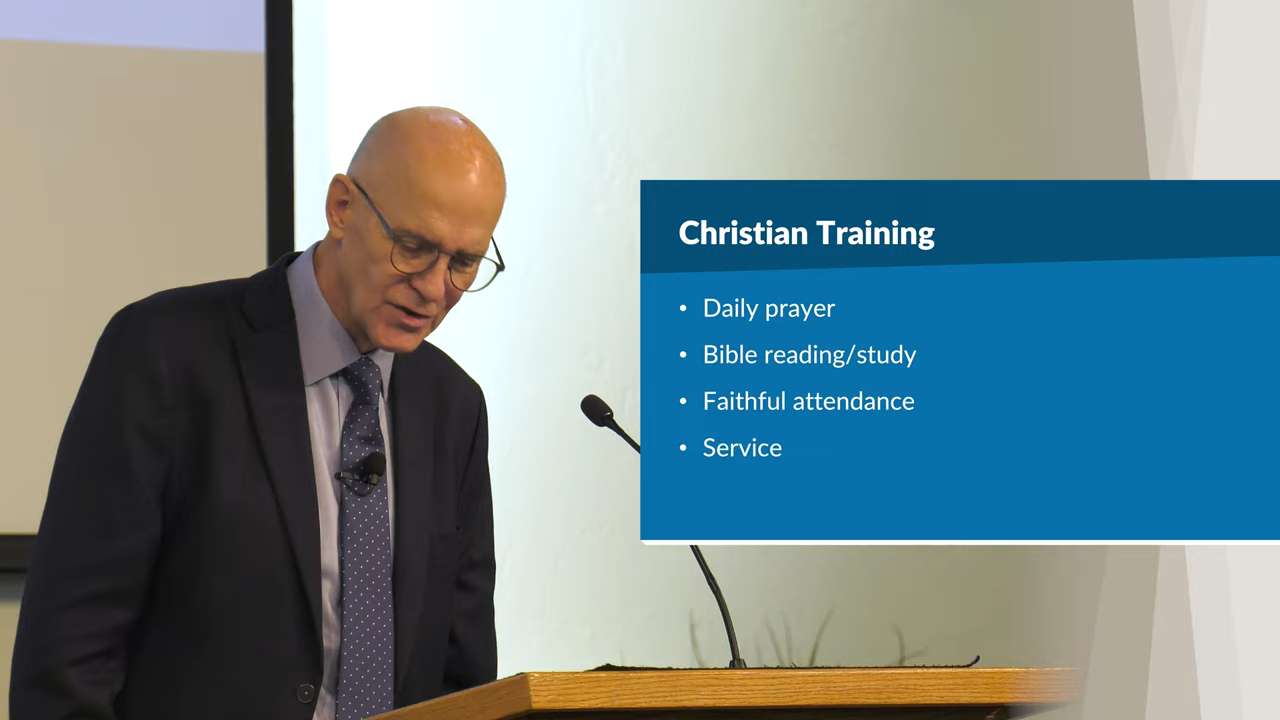 Christian Training
• Daily prayer
• Bible reading/study
• Faithful attendance
• Service